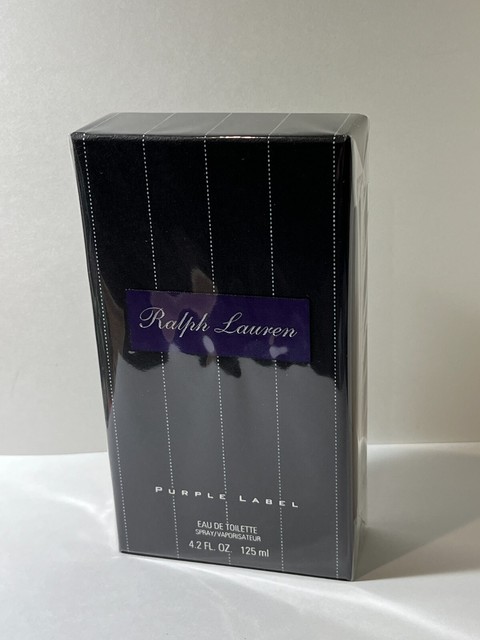 Ralph Lauren
PURPLE LABEL
EAU DE TOILETTE
SPRAY/VAPORISATEUR
4.2 FL. OZ. 125 ml